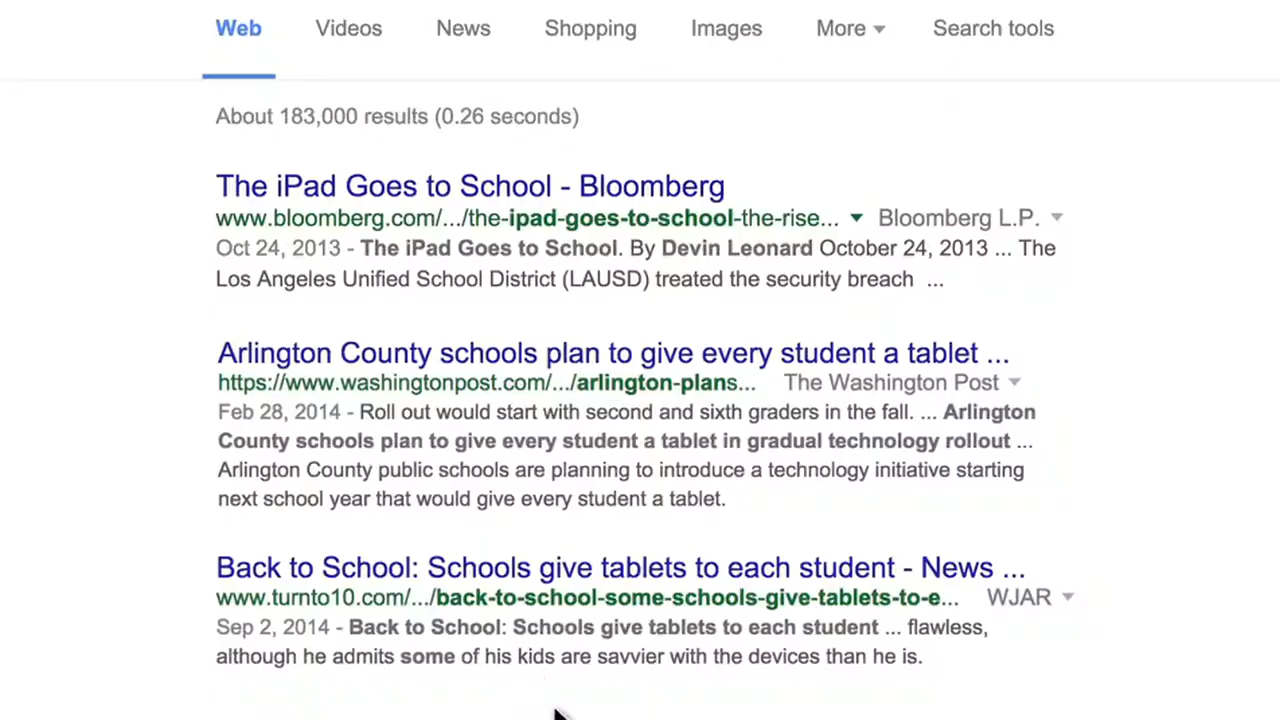 Web Videos News Shopping Images More Search tools
About 183,000 results (0.26 seconds)
The iPad Goes to School - Bloomberg
www.bloomberg.com/.../the-ipad-goes-to-school-the-rise... Bloomberg L.P.
Oct 24, 2013 - The iPad Goes to School. By Devin Leonard October 24, 2013 ... The
Los Angeles Unified School District (LAUSD) treated the security breach ...
Arlington County schools plan to give every student a tablet ...
https://www.washingtonpost.com/.../arlington-plans... The Washington Post
Feb 28, 2014 - Roll out would start with second and sixth graders in the fall. ... Arlington
County schools plan to give every student a tablet in gradual technology rollout ...
Arlington County public schools are planning to introduce a technology initiative starting
next school year that would give every student a tablet.
Back to School: Schools give tablets to each student - News ...
www.turnto10.com/.../back-to-school-some-schools-give-tablets-to-e... WJAR
Sep 2, 2014 - Back to School: Schools give tablets to each student ... flawless,
although he admits some of his kids are savvier with the devices than he is.